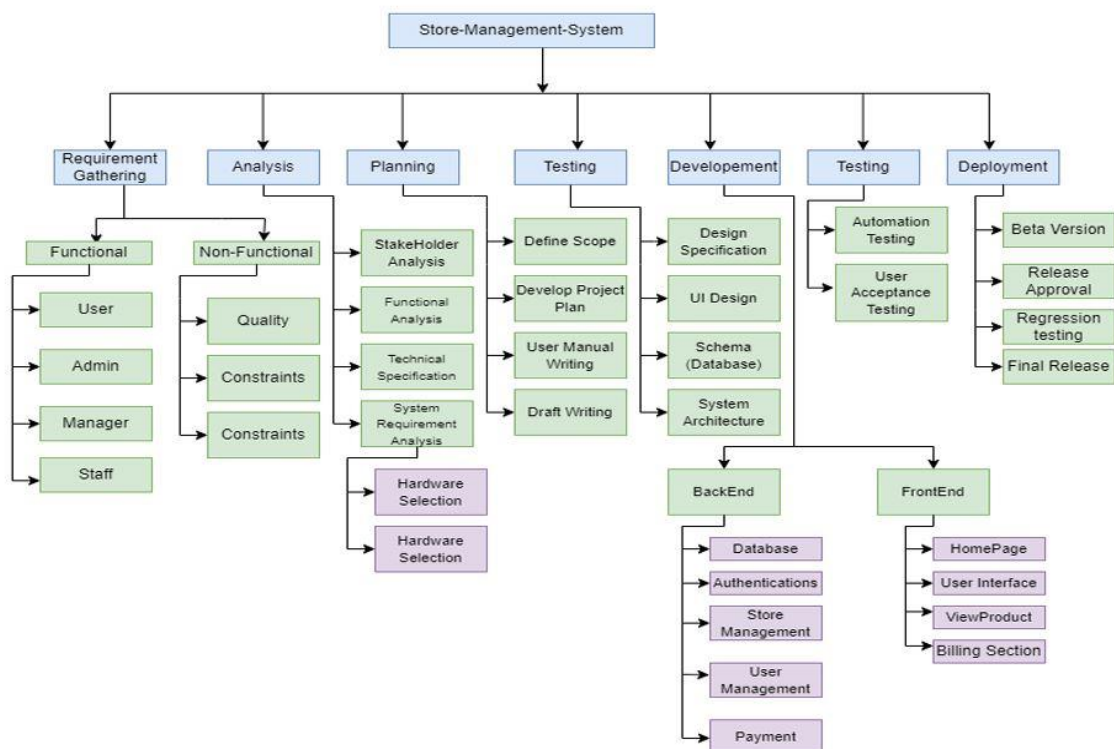 Store-Management-System
Requirement
Gathering
Analysis
Planning
Testing
Developement
Testing
Deployment
Functional
User
Admin
Manager
Staff
Non-Functional
Quality
Constraints
Constraints
StakeHolder
Analysis
Functional
Analysis
Technical
Specification
System
Requirement
Analysis
Hardware
Selection
Hardware
Selection
Define Scope
Develop Project
Plan
User Manual
Writing
Draft Writing
Design
Specification
UI Design
Schema
(Database)
System
Architecture
BackEnd
Database
Authentications
Store
Management
User
Management
Payment
FrontEnd
HomePage
User Interface
ViewProduct
Billing Section
Automation
Testing
User
Acceptance
Testing
Beta Version
Release
Approval
Regression
testing
Final Release